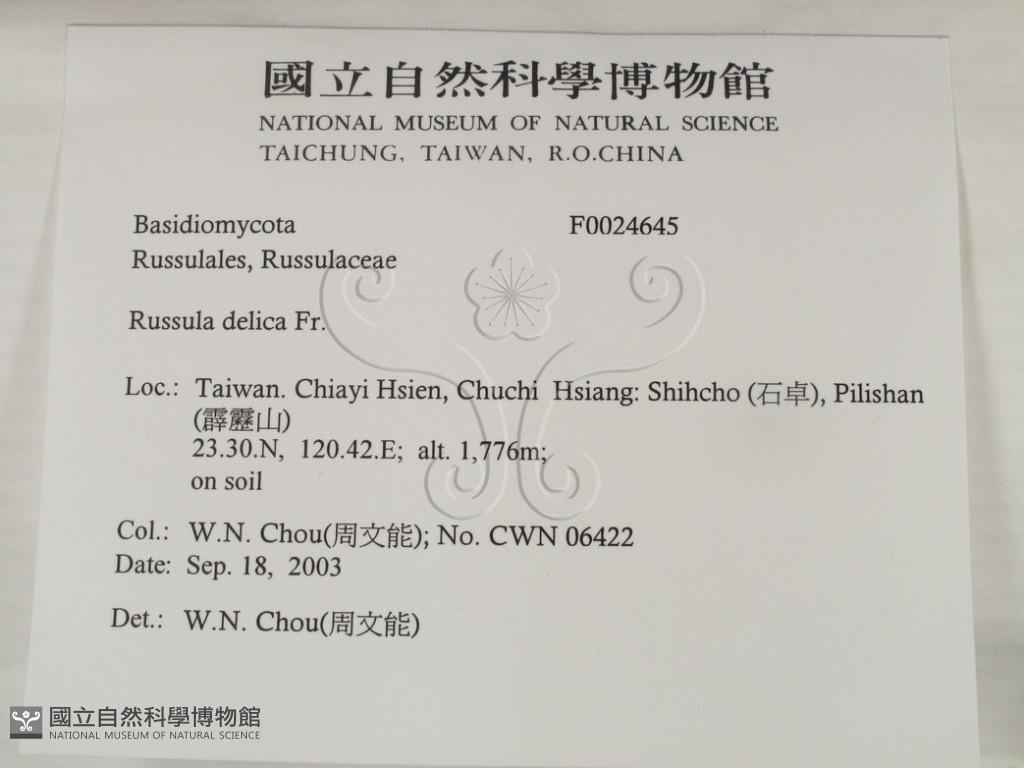 國立自然科學博物館
NATIONAL MUSEUM OF NATURAL SCIENCE
TAICHUNG, TAIWAN, R.O.CHINA
Basidiomycota F0024645
Russulales, Russulaceae
Russula delica Fr.
Loc.: Taiwan. Chiayi Hsien, Chuchi Hsiang: Shihcho (石卓), Pilishan
(霹靂山)
23.30.N, 120.42.E; alt. 1,776m;
on soil
Col.: W.N. Chou(周文能); No. CWN 06422
Date: Sep. 18, 2003
Det.: W.N. Chou(周文能)
國立自然科學博物館
NATIONAL MUSEUM OF NATURAL SCIENCE